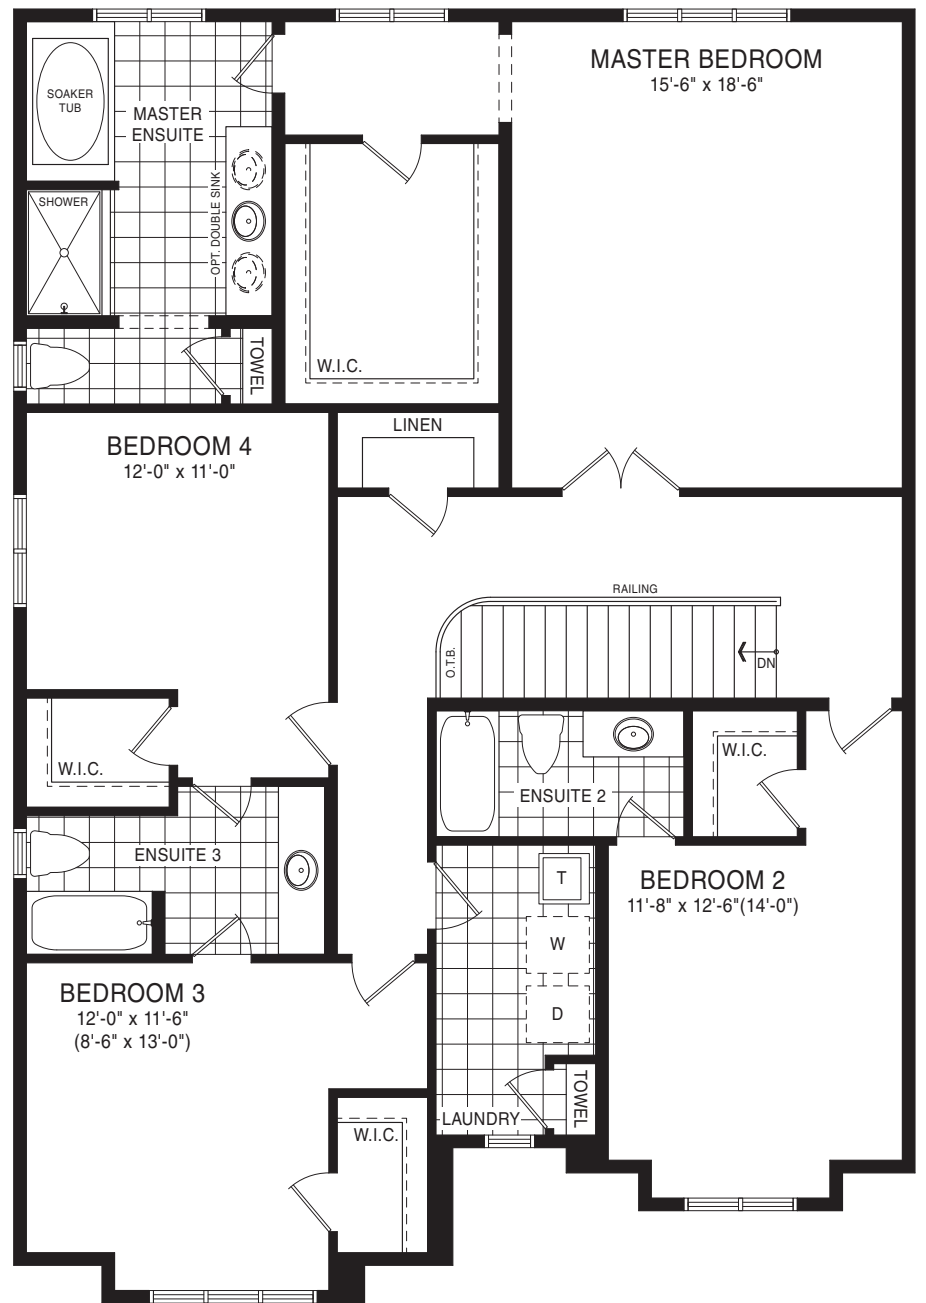 MASTER BEDROOM
15'-6" x 18'-6"
SOAKER
TUB
MASTER
ENSUITE
OPT. DOUBLE SINK
SHOWER
W.I.C.
TOWEL
LINEN
BEDROOM 4
12'-0" x 11'-0"
RAILING
O.T.B.
DN
W.I.C.
W.I.C.
ENSUITE 2
ENSUITE 3
T
W
D
BEDROOM 2
11'-8" x 12'-6"(14'-0")
BEDROOM 3
12'-0" x 11'-6"
(8'-6" x 13'-0")
TOWEL
LAUNDRY
W.I.C.